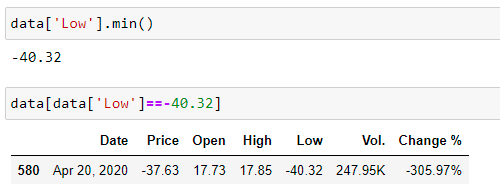 data['Low'].min()
-40.32
data[data['Low']==-40.32]
Date Price Open High Low Vol. Change %
580 Apr 20, 2020 -37.63 17.73 17.85 -40.32 247.95K -305.97%